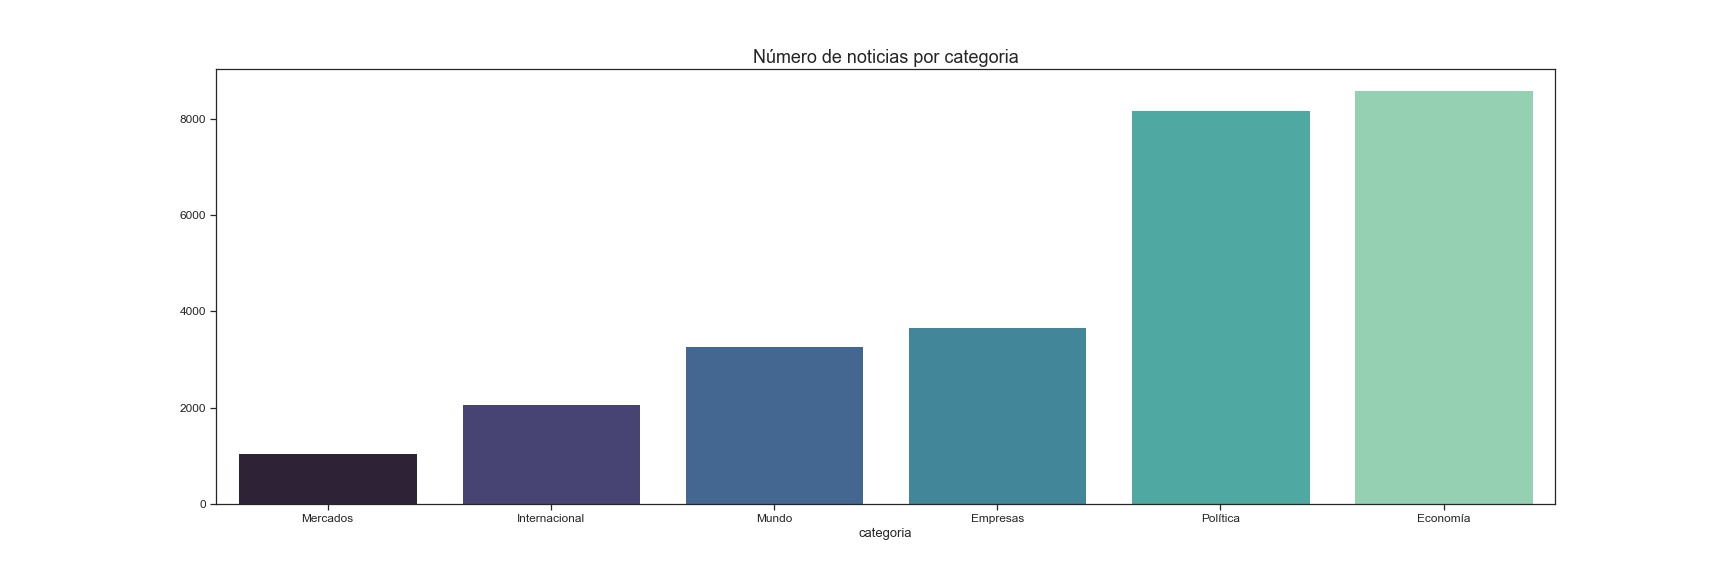 Número de noticias por categoria
8000
6000
4000
2000
0
Mercados Internacional Mundo Empresas Política Economía
categoria